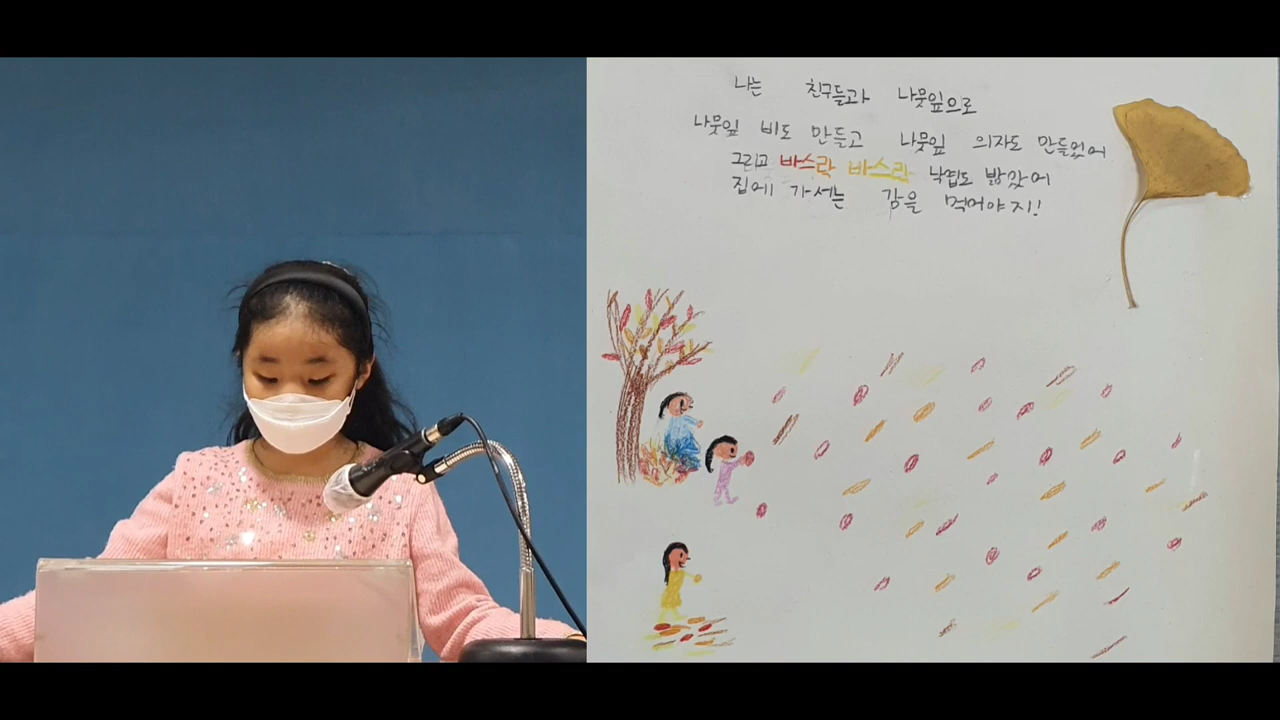 나는 친구들과 나뭇잎으로
나뭇잎 비도 만들고 나뭇잎 의자도 만들었어
그리고 바스락 바스락 낙엽도 밟았어
집에 가서는 감을 먹어야지!